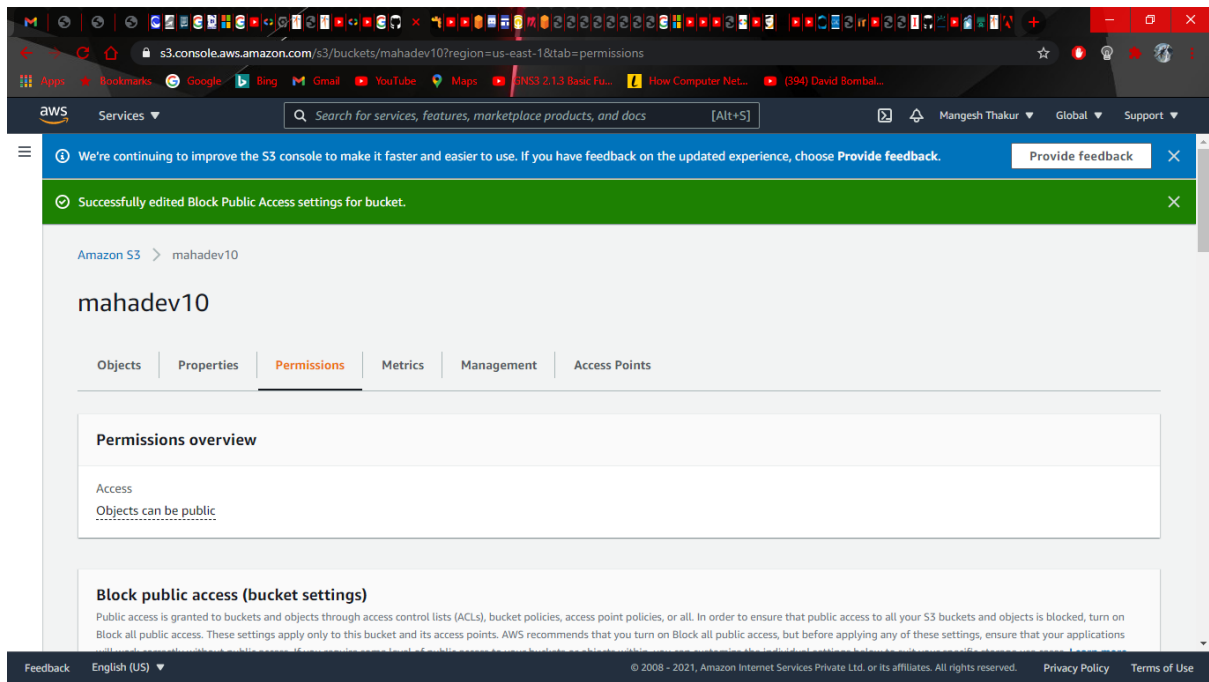 s3.console.aws.amazon.com/s3/buckets/mahadev10?region=us-east-1&tab=permissions
Apps Bookmarks Google Bing Gmail YouTube Maps GNS3 2.1.13 Basic Fu... How Computer Net... (394) David Bombal...
aws Services Search for services, features, marketplace products, and docs [Alt+S] Mangesh Thakur Global Support
We're continuing to improve the S3 console to make it faster and easier to use. If you have feedback on the updated experience, choose Provide feedback. Provide feedback
Successfully edited Block Public Access settings for bucket.
Amazon S3 > mahadev10
mahadev10
Objects Properties Permissions Metrics Management Access Points
Permissions overview
Access
Objects can be public
Block public access (bucket settings)
Public access is granted to buckets and objects through access control lists (ACLs), bucket policies, access point policies, or all. In order to ensure that public access to all your S3 buckets and objects is blocked, turn on
Block all public access. These settings apply only to this bucket and its access points. AWS recommends that you turn on Block all public access, but before applying any of these settings, ensure that your applications
Feedback English (US) © 2008 - 2021, Amazon Internet Services Private Ltd. or its affiliates. All rights reserved. Privacy Policy Terms of Use